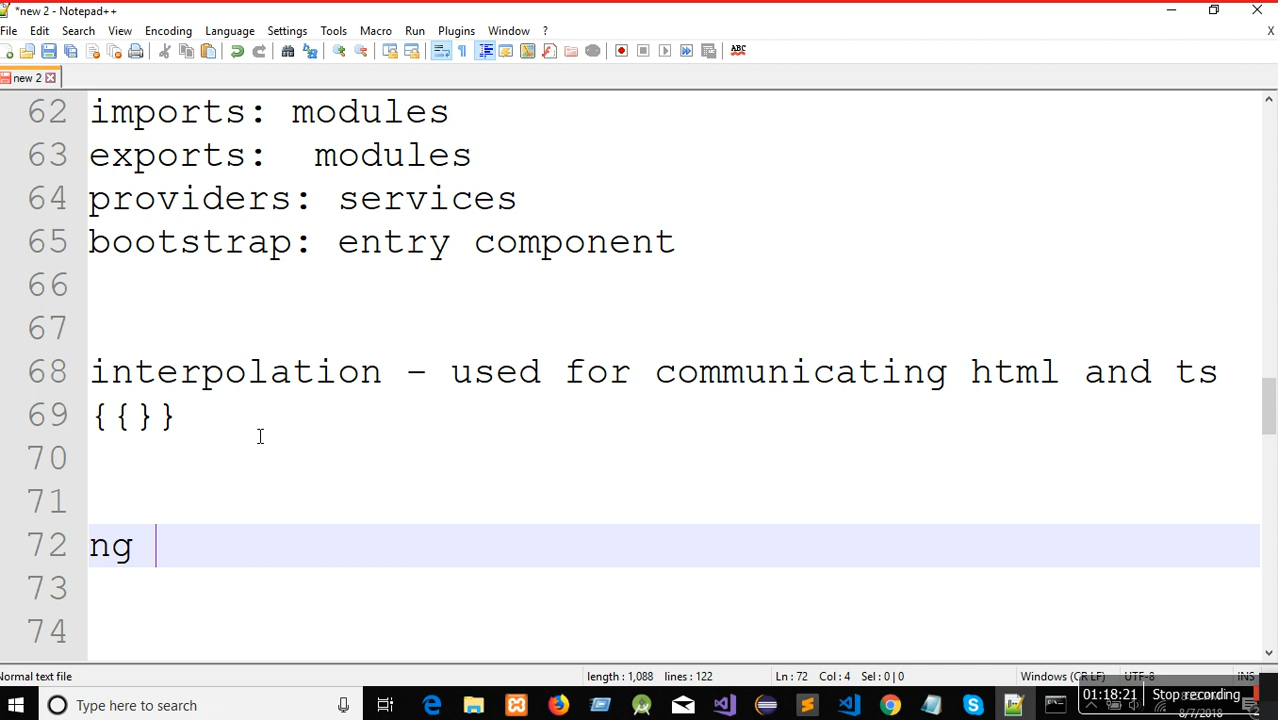 *new 2 - Notepad++
File Edit Search View Encoding Language Settings Tools Macro Run Plugins Window ? X
ABC
new 2
62 imports: modules
63 exports:  modules
64 providers: services
65 bootstrap: entry component
66
67
68 interpolation - used for communicating html and ts
69 {{}}
70
71
72 ng
73
74
Normal text file length : 1,088 lines : 122 Ln : 72 Col : 4 Sel : 0 | 0 Windows (CR LF) UTF-8 INS
Type here to search
01:18:21 Stop recording
8/7/2018